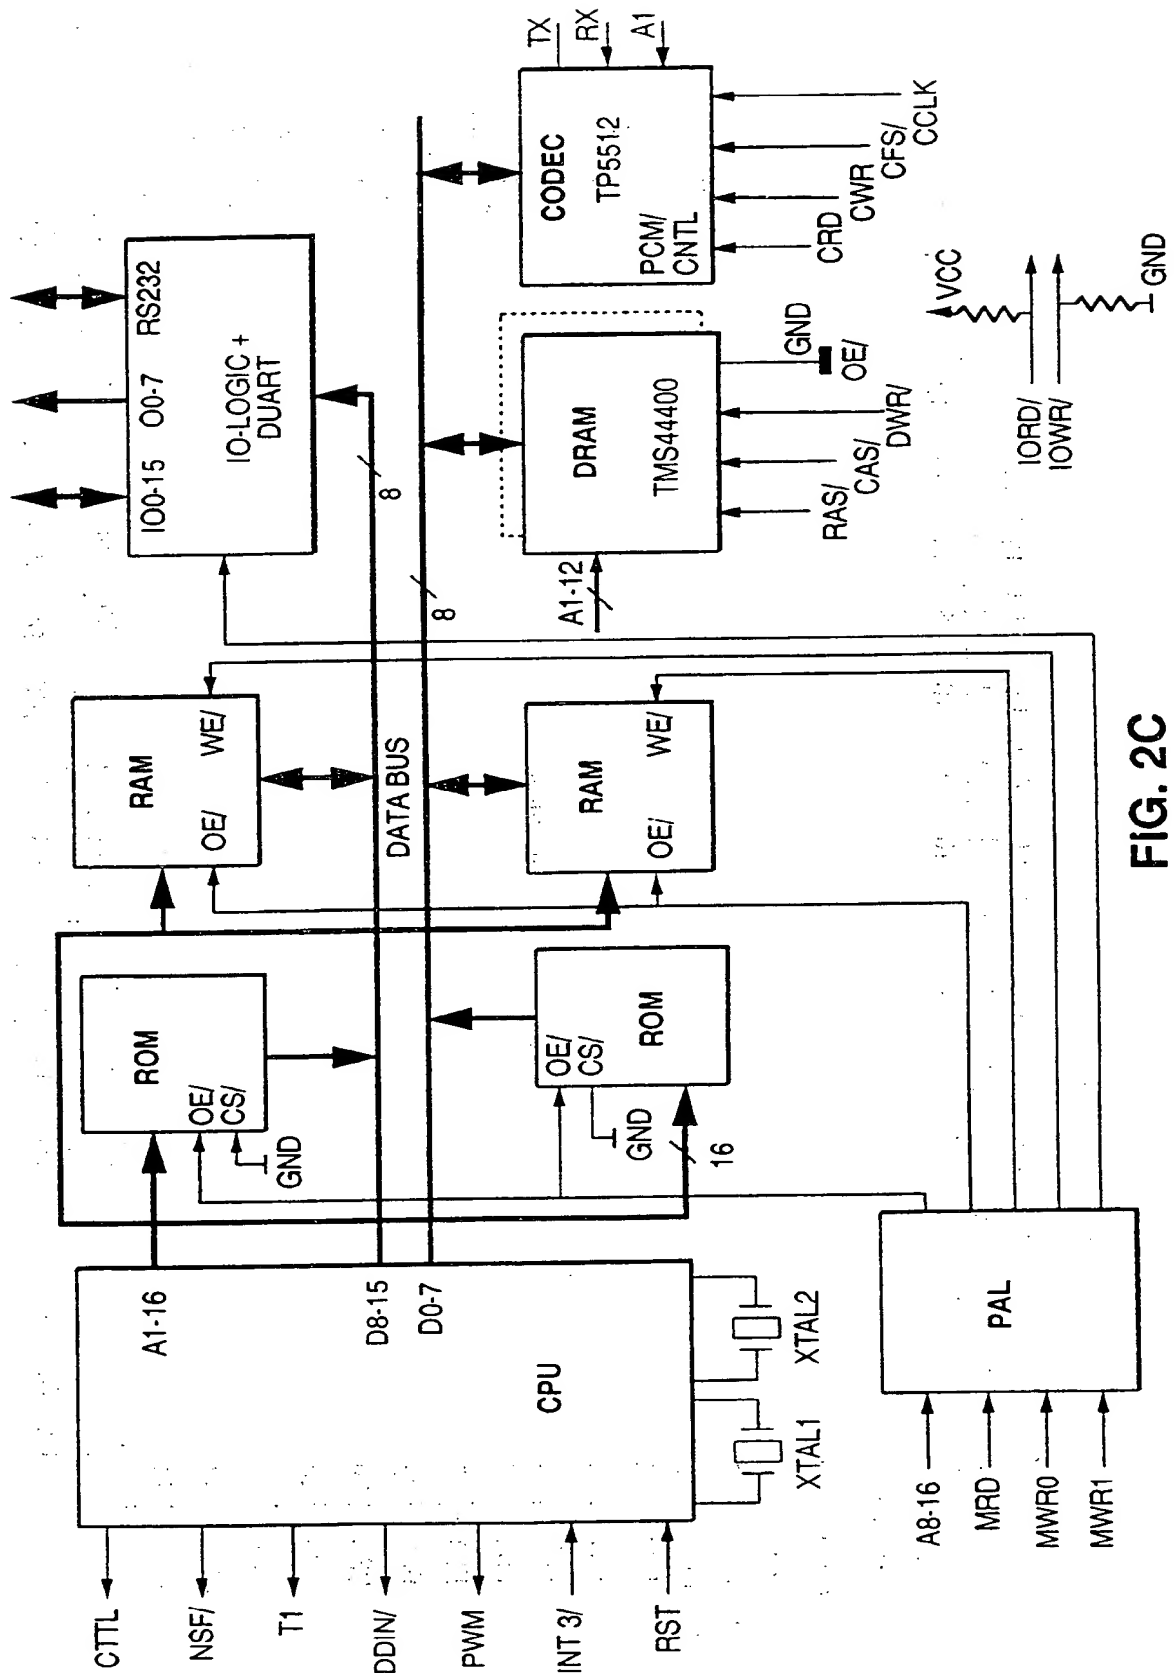 CTTL
NSF/
T1
DDIN/
PWM
INT 3/
RST
A1-16
D8-15
D0-7
CPU
XTAL1
XTAL2
ROM
OE/
CS/
GND
OE/
CS/
ROM
GND
16
RAM
OE/
WE/
DATA BUS
RAM
OE/
WE/
8
8
IO0-15
O0-7
RS232
IO-LOGIC +
DUART
A1-12
DRAM
TMS44400
RAS/
CAS/
DWR/
OE/
GND
CODEC
TP5512
PCM/
CNTL
TX
RX
A1
CRD
CWR
CFS/
CCLK
A8-16
MRD
MWR0
MWR1
PAL
IORD/
IOWR/
VCC
GND
FIG. 2C